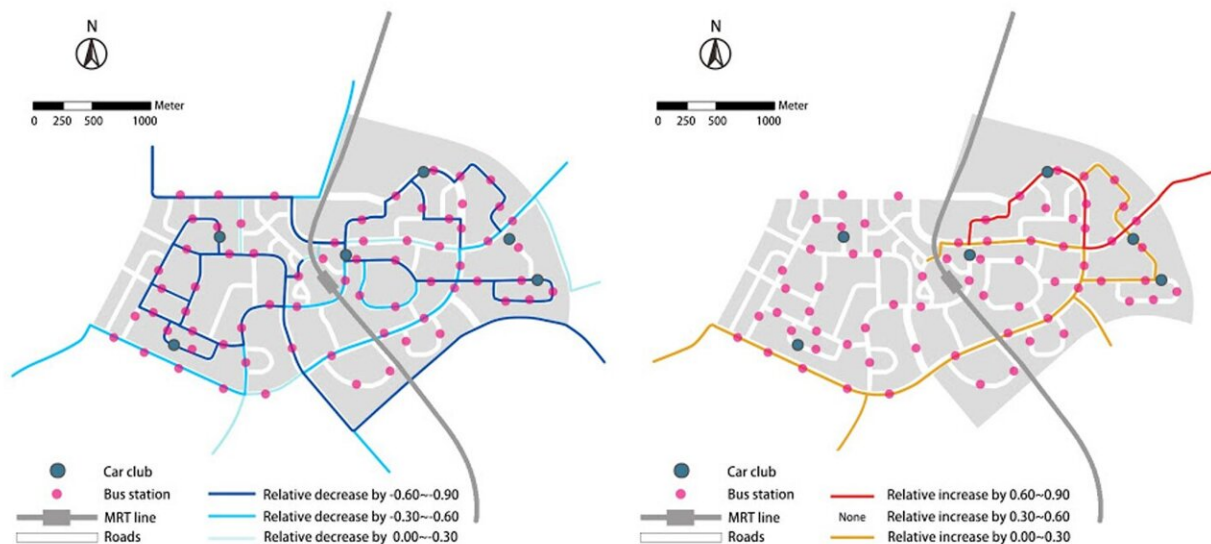 N
Meter
0 250 500 1000
Car club
Bus station
MRT line
Roads
Relative decrease by -0.60~-0.90
Relative decrease by -0.30~-0.60
Relative decrease by 0.00~-0.30
N
Meter
0 250 500 1000
Car club
Bus station
MRT line
Roads
Relative increase by 0.60~0.90
None Relative increase by 0.30~0.60
Relative increase by 0.00~0.30